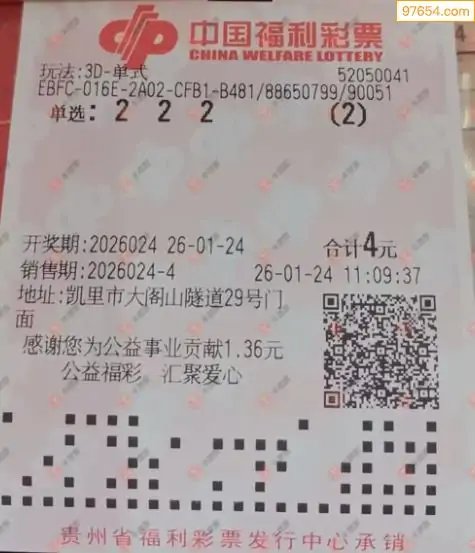 97654.com
中国福利彩票
CHINA WELFARE LOTTERY
玩法:3D-单式 52050041
EBFC-016E-2A02-CFB1-B481/88650799/90051
单选: 2 2 2 (2)
开奖期:2026024 26-01-24 合计4元
销售期:2026024-4 26-01-24 11:09:37
地址:凯里市大阁山隧道29号门
面
感谢您为公益事业贡献1.36元
公益福彩 汇聚爱心
贵州省福利彩票发行中心承销